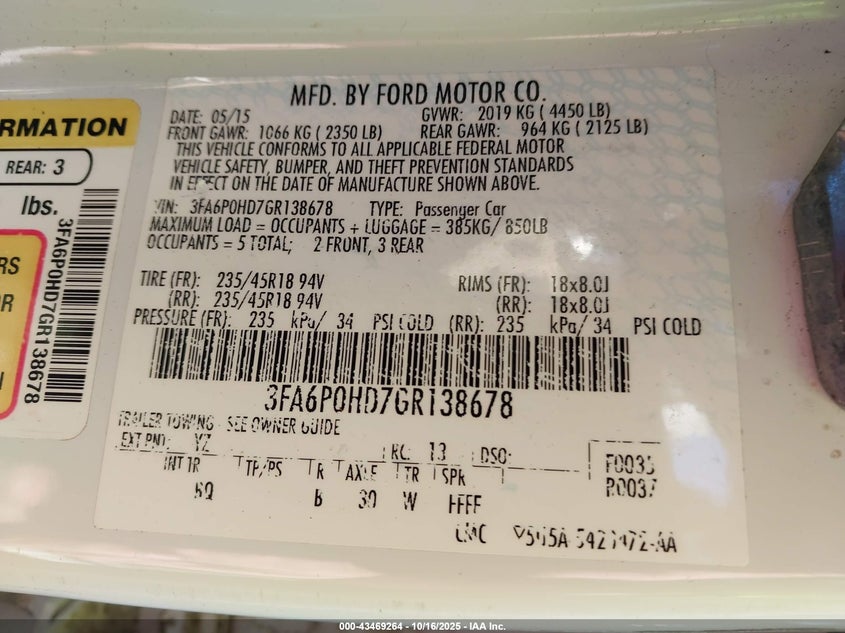 RMATION
REAR: 3
lbs.
RS
OR
N
3FA6P0HD7GR138678
MFD. BY FORD MOTOR CO.
DATE: 05/15 GVWR: 2019 KG ( 4450 LB)
FRONT GAWR: 1066 KG ( 2350 LB) REAR GAWR: 964 KG ( 2125 LB)
THIS VEHICLE CONFORMS TO ALL APPLICABLE FEDERAL MOTOR
VEHICLE SAFETY, BUMPER, AND THEFT PREVENTION STANDARDS
IN EFFECT ON THE DATE OF MANUFACTURE SHOWN ABOVE.
VIN: 3FA6P0HD7GR138678 TYPE: Passenger Car
MAXIMUM LOAD = OCCUPANTS + LUGGAGE = 385KG/ 850LB
OCCUPANTS = 5 TOTAL; 2 FRONT, 3 REAR
TIRE (FR): 235/45R18 94V RIMS (FR): 18x8.0J
(RR): 235/45R18 94V (RR): 18x8.0J
PRESSURE (FR): 235 kPa/ 34 PSI COLD (RR): 235 kPa/ 34 PSI COLD
3FA6P0HD7GR138678
TRAILER TOWING - SEE OWNER GUIDE
EXT PNT: YZ RC: 13 DSO: F0035
INT TR TP/PS R AXLE TR SPR R0037
B 30 W FFFF
000-43469264 - 10/16/2025 - IAA Inc.